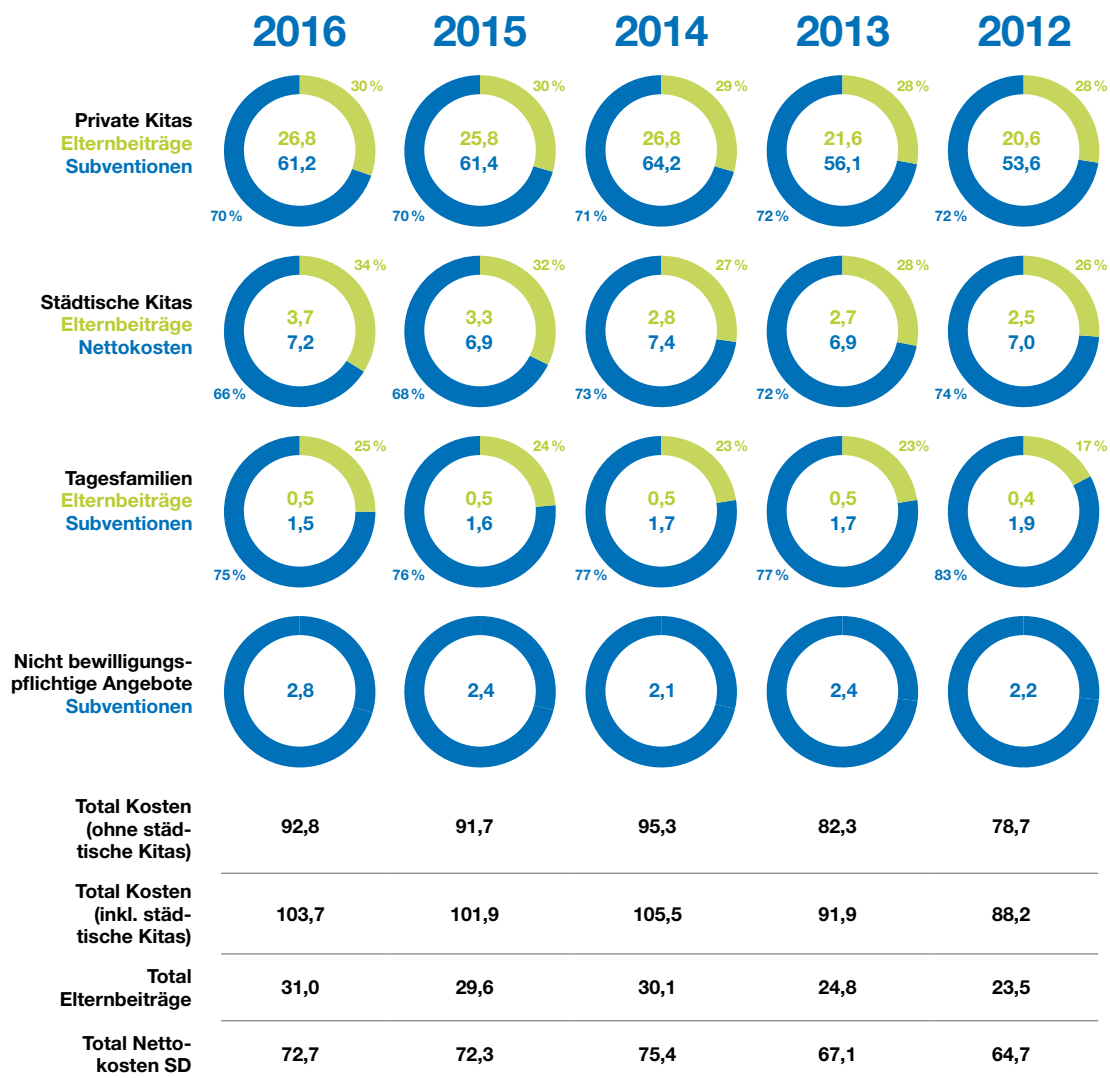 2016 2015 2014 2013 2012
30 % 30 % 29 % 28 % 28 %
Private Kitas
Elternbeiträge 26,8 25,8 26,8 21,6 20,6
Subventionen 61,2 61,4 64,2 56,1 53,6
70 % 70 % 71 % 72 % 72 %
34 % 32 % 27 % 28 % 26 %
Städtische Kitas
Elternbeiträge 3,7 3,3 2,8 2,7 2,5
Nettokosten 7,2 6,9 7,4 6,9 7,0
66 % 68 % 73 % 72 % 74 %
25 % 24 % 23 % 23% 17 %
Tagesfamilien
Elternbeiträge 0,5 0,5 0,5 0,5 0,4
Subventionen 1,5 1,6 1,7 1,7 1,9
75 % 76 % 77 % 77 % 83 %
Nicht bewilligungs-
pflichtige Angebote 2,8 2,4 2,1 2,4 2,2
Subventionen
Total Kosten
(ohne städ- 92,8 91,7 95,3 82,3 78,7
tische Kitas)
Total Kosten
(inkl. städ- 103,7 101,9 105,5 91,9 88,2
tische Kitas)
Total
Elternbeiträge 31,0 29,6 30,1 24,8 23,5
Total Netto-
kosten SD 72,7 72,3 75,4 67,1 64,7